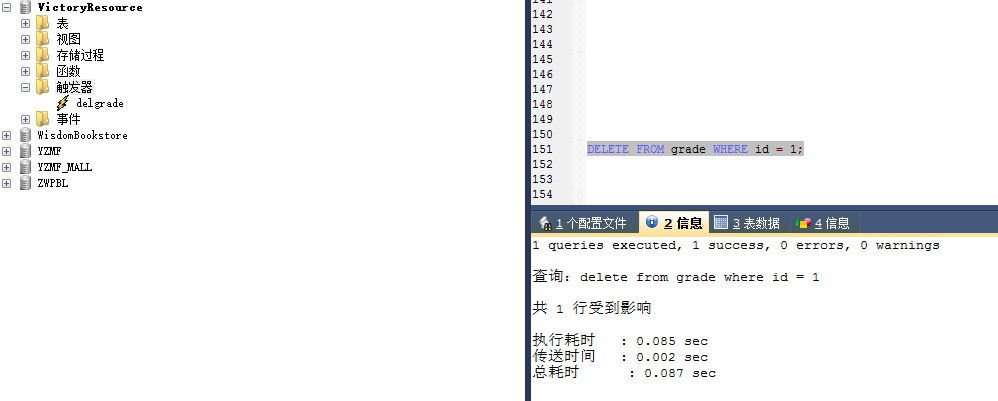 VictoryResource
表
视图
存储过程
函数
触发器
delgrade
事件
WisdomBookstore
YZMF
YZMF_MALL
ZWPBL
141
142
143
144
145
146
147
148
149
150
151 DELETE FROM grade WHERE id = 1;
152
153
154
1 个配置文件 2 信息 3 表数据 4 信息
1 queries executed, 1 success, 0 errors, 0 warnings
查询: delete from grade where id = 1
共 1 行受到影响
执行耗时 : 0.085 sec
传送时间 : 0.002 sec
总耗时 : 0.087 sec